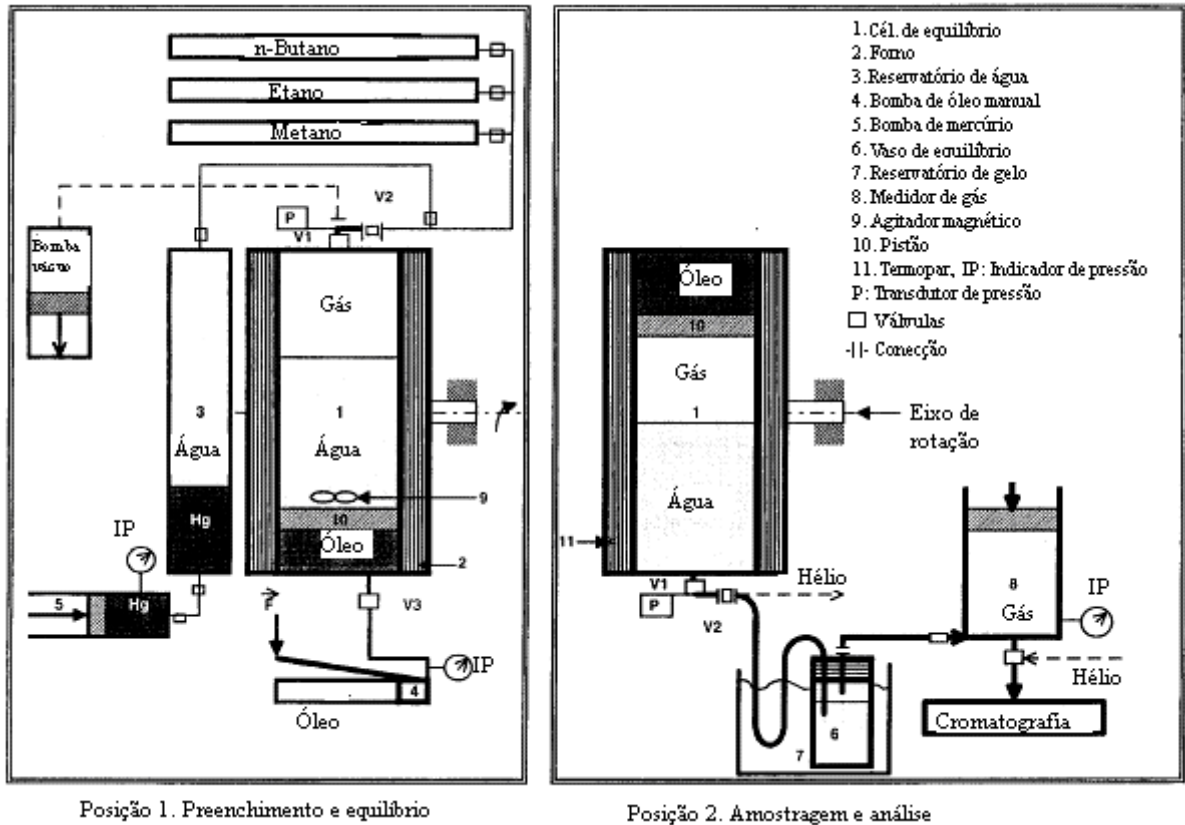 n-Butano
Etano
Metano
V2
P
V1
Bomba
vácuo
Gás
3
1
Água
Água
9
10
Óleo
Hg
IP
2
5
Hg
F
V3
IP
4
Óleo
Posição 1. Preenchimento e equilíbrio
1. Cél. de equilíbrio
2. Forno
3. Reservatório de água
4. Bomba de óleo manual
5. Bomba de mercúrio
6. Vaso de equilíbrio
7. Reservatório de gelo
8. Medidor de gás
9. Agitador magnético
10. Pistão
11. Termopar, IP: Indicador de pressão
P: Transdutor de pressão
Válvulas
-||- Conecção
Óleo
10
Gás
1
Eixo de
rotação
Água
11
V1
Hélio
P
V2
8
Gás
IP
Hélio
6
7
Cromatografia
Posição 2. Amostragem e análise